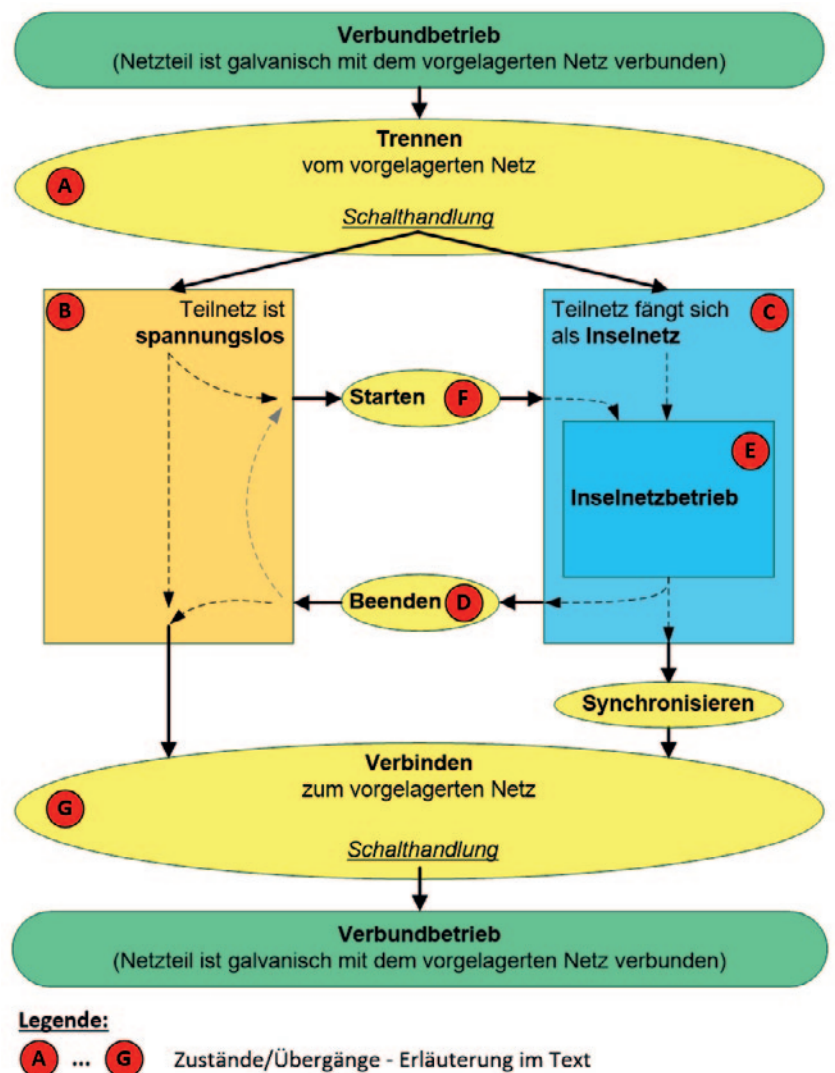 Verbundbetrieb
(Netzteil ist galvanisch mit dem vorgelagerten Netz verbunden)
Trennen
vom vorgelagerten Netz
A
Schalthandlung
B
Teilnetz ist
spannungslos
Teilnetz fängt sich
als Inselnetz
C
Starten
F
E
Inselnetzbetrieb
Beenden
D
Synchronisieren
Verbinden
zum vorgelagerten Netz
G
Schalthandlung
Verbundbetrieb
(Netzteil ist galvanisch mit dem vorgelagerten Netz verbunden)
Legende:
A ... G Zustände/Übergänge - Erläuterung im Text